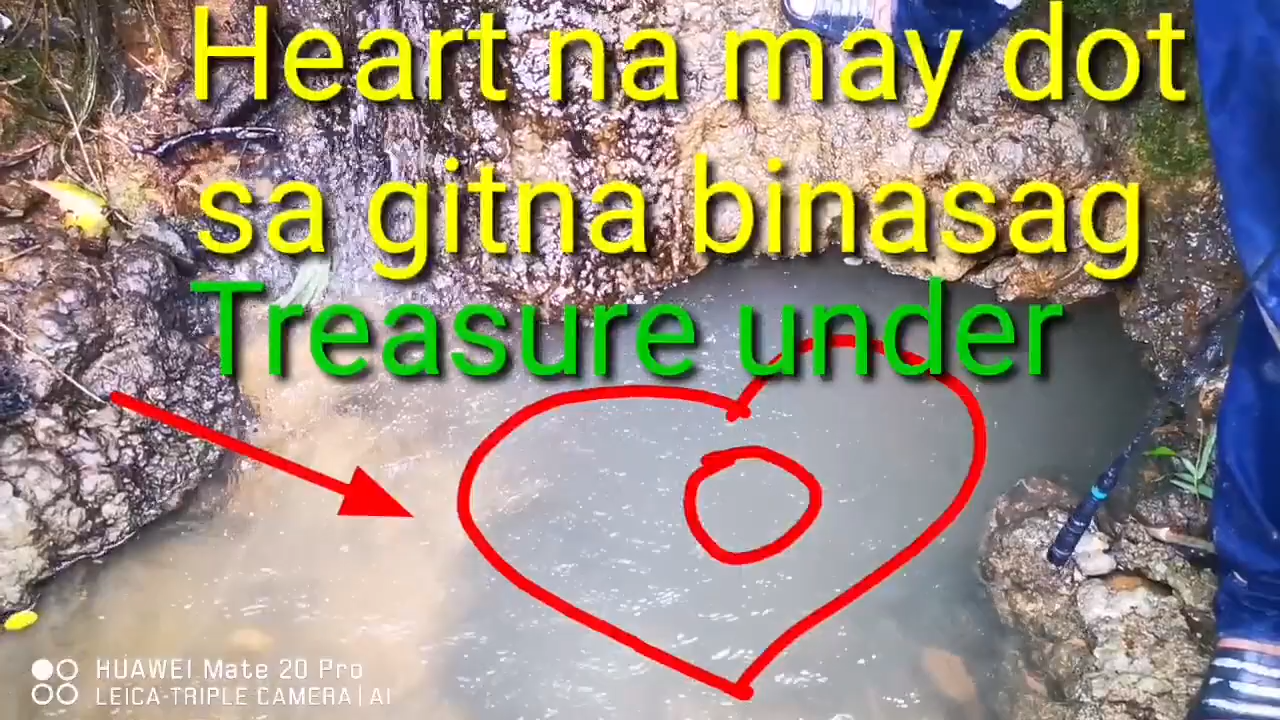 Heart na may dot
sa gitna binasag
Treasure under
HUAWEI Mate 20 Pro
LEICA-TRIPLE CAMERA | AI